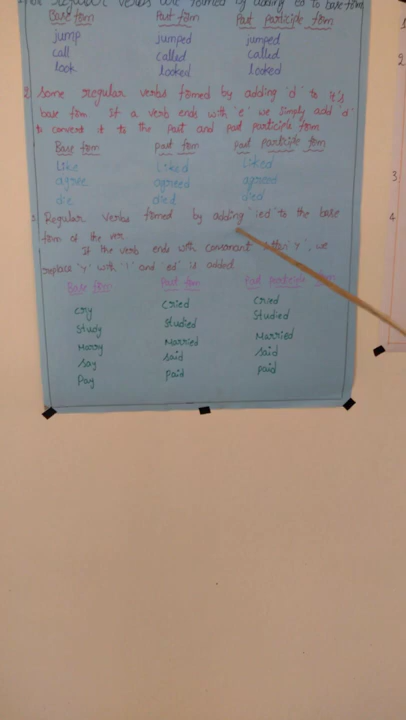 Regular verbs are formed by adding ed to base form
Base form Past form Past participle form
jump jumped jumped
call called called
look looked looked
2. Some regular verbs formed by adding 'd' to it's
base form If a verb ends with 'e' we simply add 'd'
to convert it to the Past and past participle form
Base form past form past participle form
Like Liked Liked
agree agreed agreed
die died died
3. Regular verbs formed by adding "ied" to the base
form of the ver
If the verb ends with consonant 'Y', we
replace 'Y' with 'I' and 'ed' is added
Base form Past form Past participle form
cry cried cried
Study Studied Studied
Marry Married Married
say said said
Pay Paid paid
2
3
4